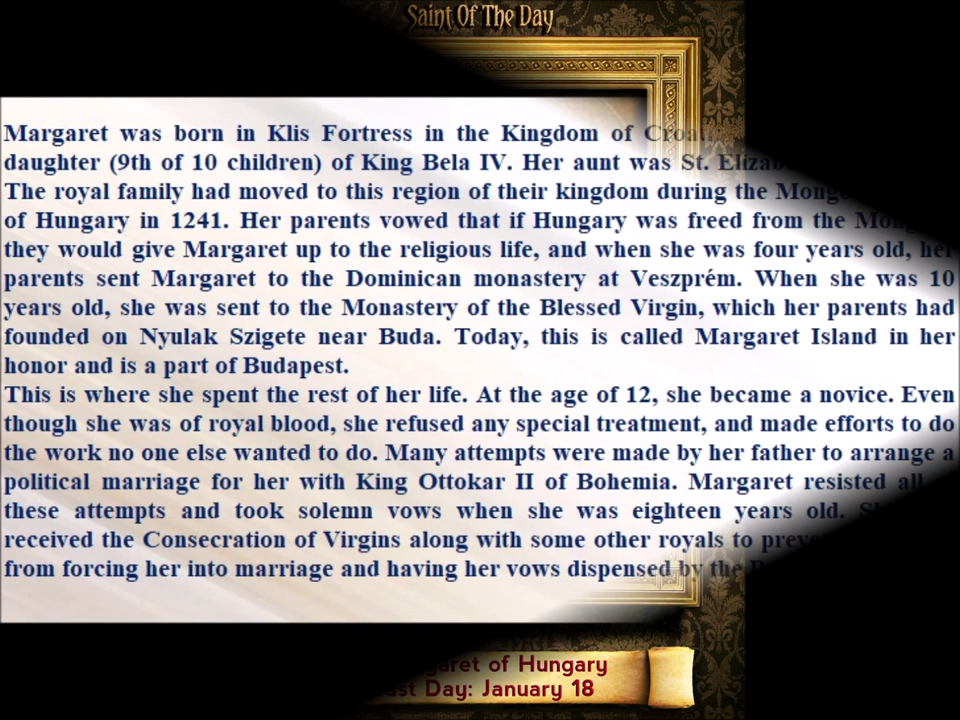 Saint Of The Day
Margaret was born in Klis Fortress in the Kingdom of
daughter (9th of 10 children) of King Bela IV. Her aunt was St.
The royal family had moved to this region of their kingdom during the
of Hungary in 1241. Her parents vowed that if Hungary was freed from the
they would give Margaret up to the religious life, and when she was four years old, her
parents sent Margaret to the Dominican monastery at Veszprém. When she was 10
years old, she was sent to the Monastery of the Blessed Virgin, which her parents had
founded on Nyulak Szigete near Buda. Today, this is called Margaret Island in her
honor and is a part of Budapest.
This is where she spent the rest of her life. At the age of 12, she became a novice. Even
though she was of royal blood, she refused any special treatment, and made efforts to do
the work no one else wanted to do. Many attempts were made by her father to arrange a
political marriage for her with King Ottokar II of Bohemia. Margaret resisted all
these attempts and took solemn vows when she was eighteen years old.
received the Consecration of Virgins along with some other royals to
from forcing her into marriage and having her vows dispensed by the
of Hungary
Day: January 18